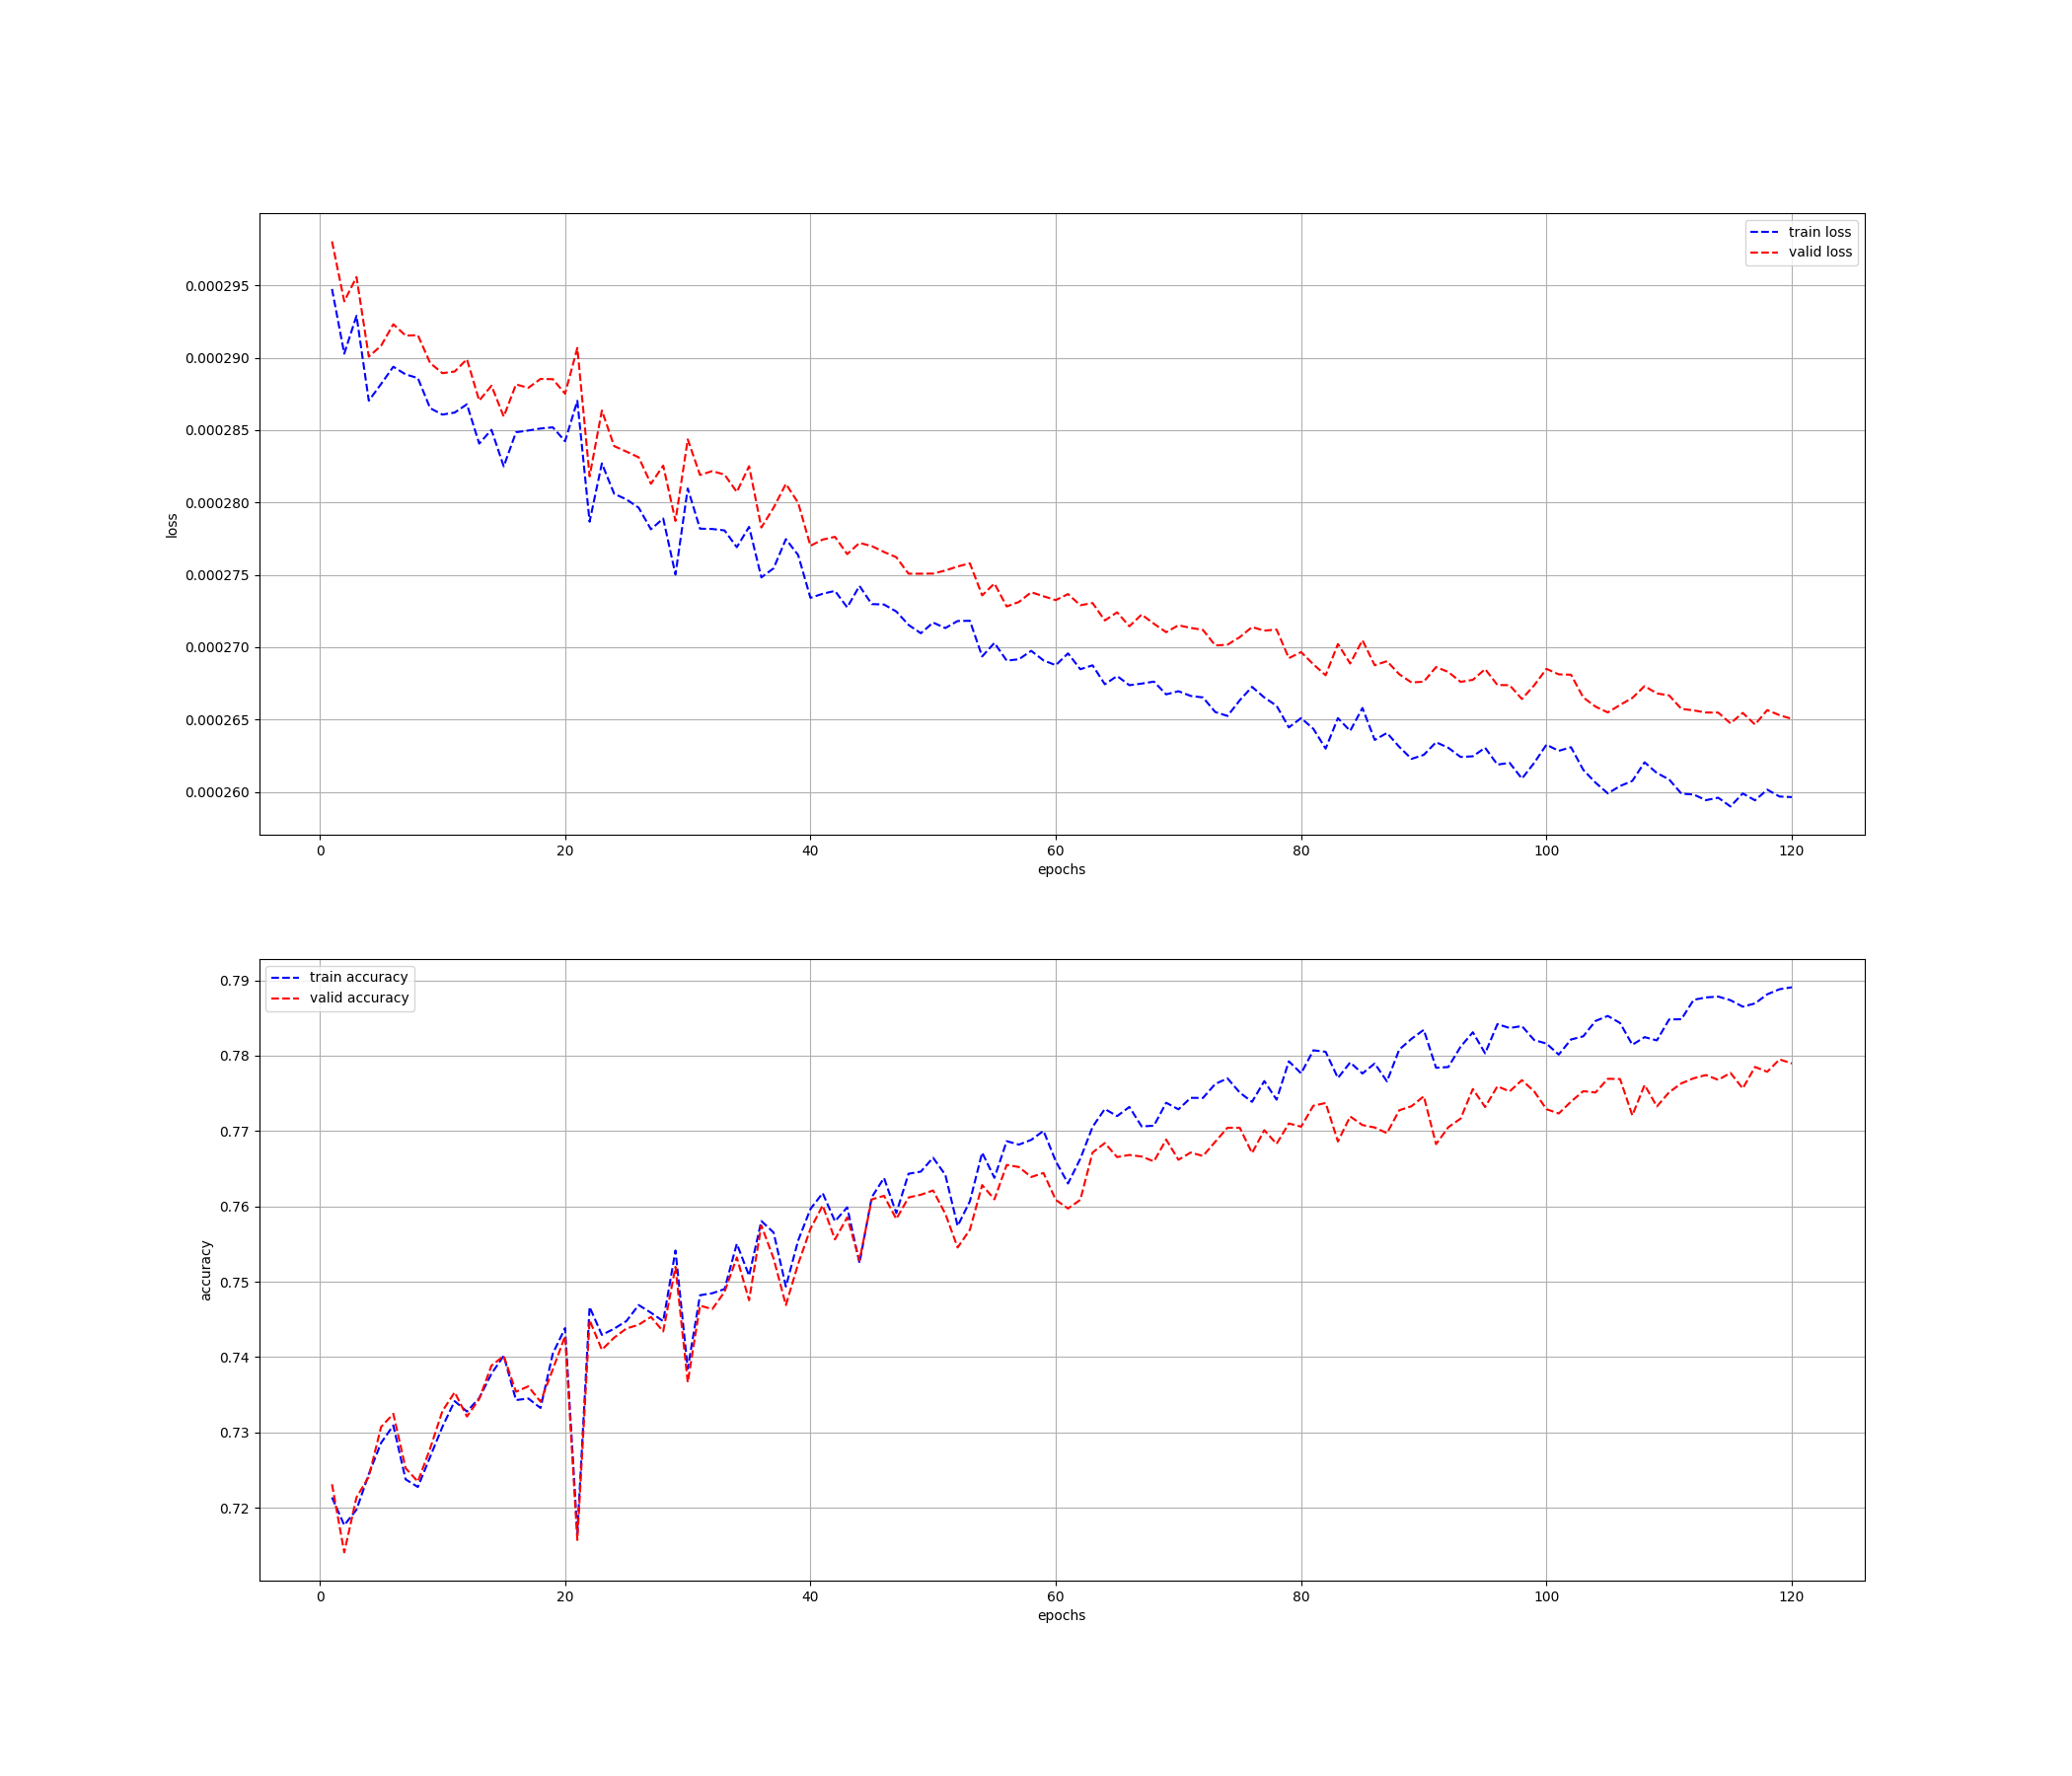 train loss
valid loss
0.000295
0.000290
0.000285
0.000280
0.000275
0.000270
0.000265
0.000260
loss
0 20 40 60 80 100 120
epochs
train accuracy
valid accuracy
0.79
0.78
0.77
0.76
0.75
0.74
0.73
0.72
accuracy
0 20 40 60 80 100 120
epochs